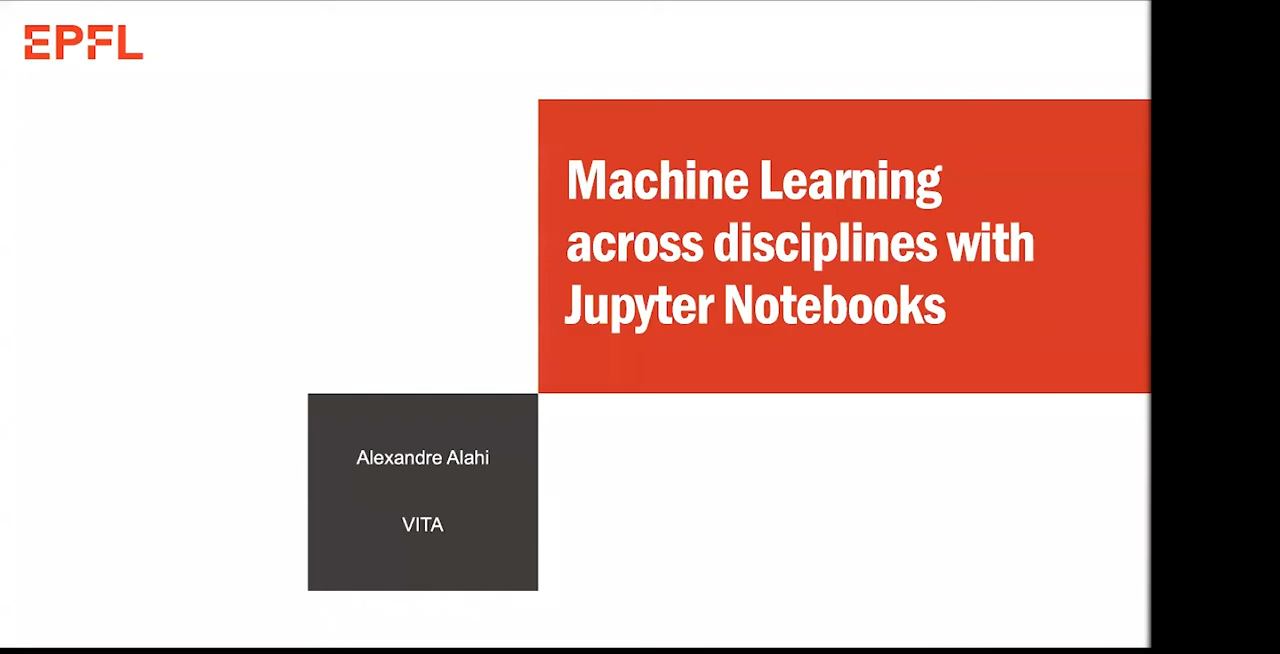 EPFL
Machine Learning
across disciplines with
Jupyter Notebooks
Alexandre Alahi
VITA